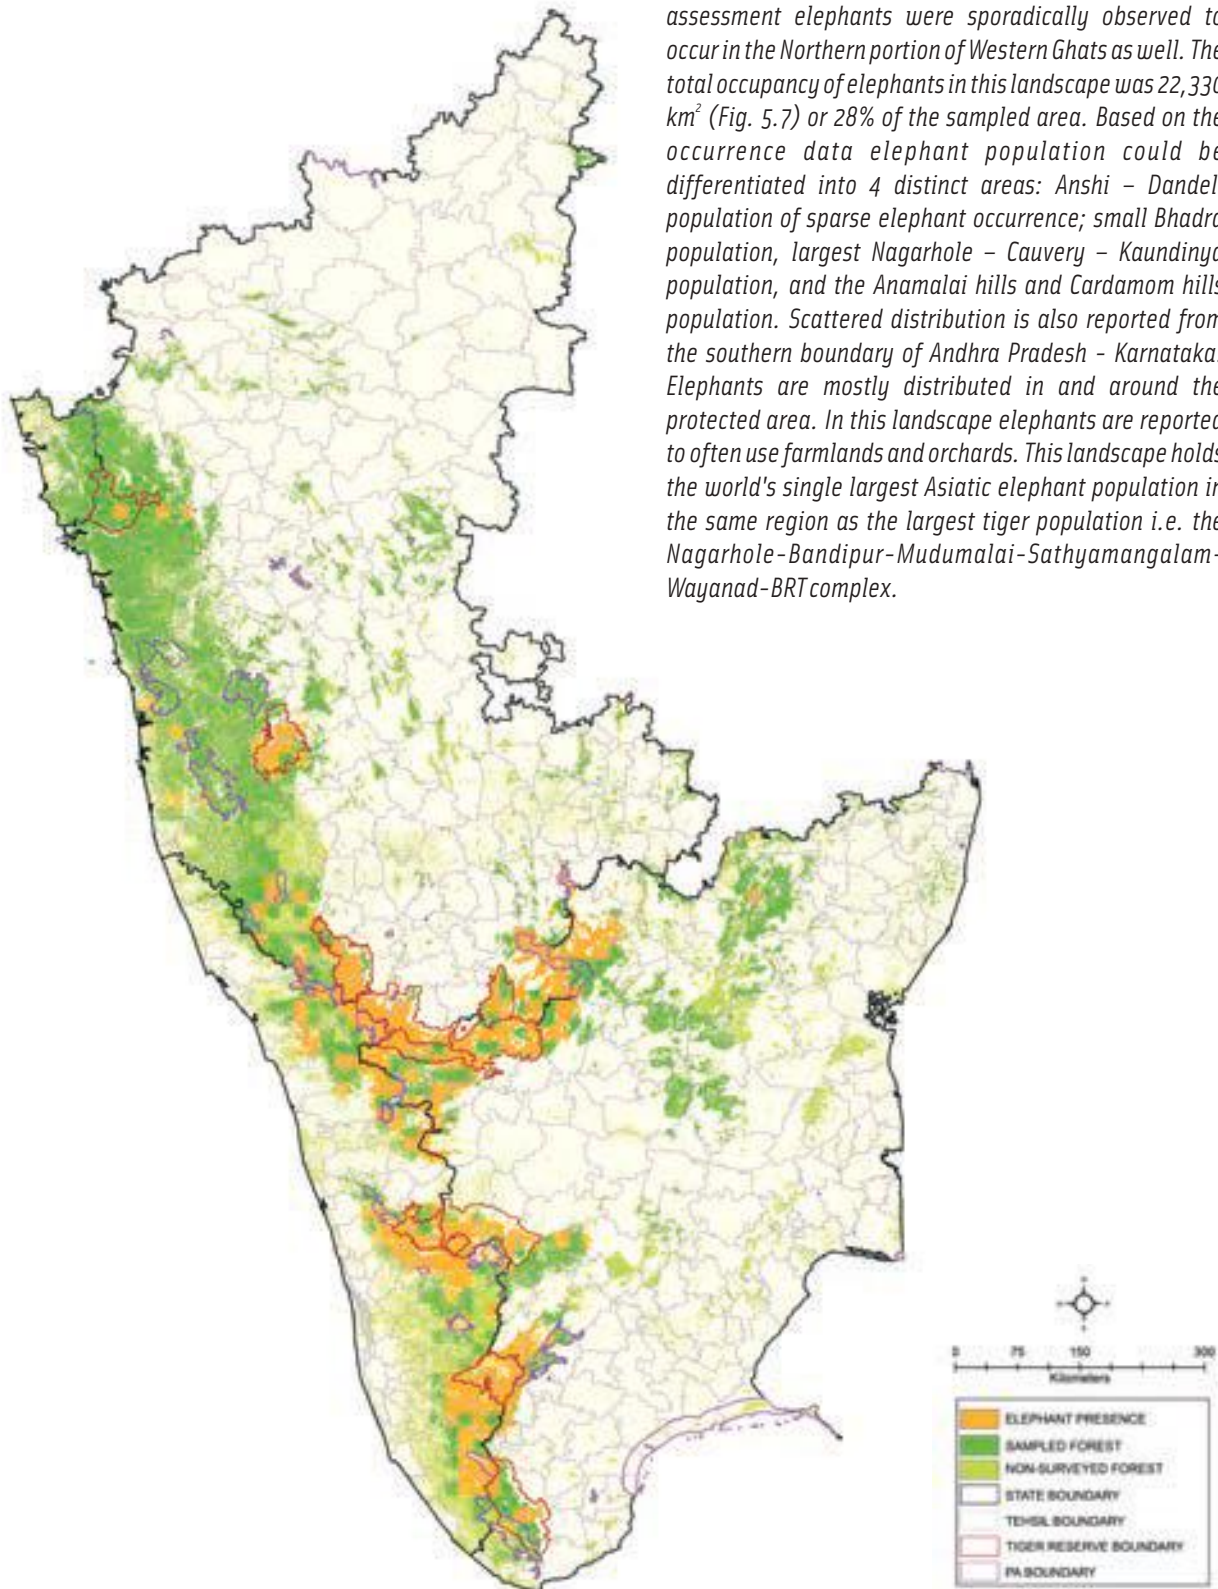 assessment elephants were sporadically observed to
occur in the Northern portion of Western Ghats as well. The
total occupancy of elephants in this landscape was 22,330
km² (Fig. 5.7) or 28% of the sampled area. Based on the
occurrence data elephant population could be
differentiated into 4 distinct areas: Anshi – Dandeli
population of sparse elephant occurrence; small Bhadra
population, largest Nagarhole – Cauvery – Kaundinya
population, and the Anamalai hills and Cardamom hills
population. Scattered distribution is also reported from
the southern boundary of Andhra Pradesh - Karnataka.
Elephants are mostly distributed in and around the
protected area. In this landscape elephants are reported
to often use farmlands and orchards. This landscape holds
the world's single largest Asiatic elephant population in
the same region as the largest tiger population i.e. the
Nagarhole-Bandipur-Mudumalai-Sathyamangalam-
Wayanad-BRT complex.
0 75 150 300
Kilometers
ELEPHANT PRESENCE
SAMPLED FOREST
NON-SURVEYED FOREST
STATE BOUNDARY
TEHSIL BOUNDARY
TIGER RESERVE BOUNDARY
PA BOUNDARY